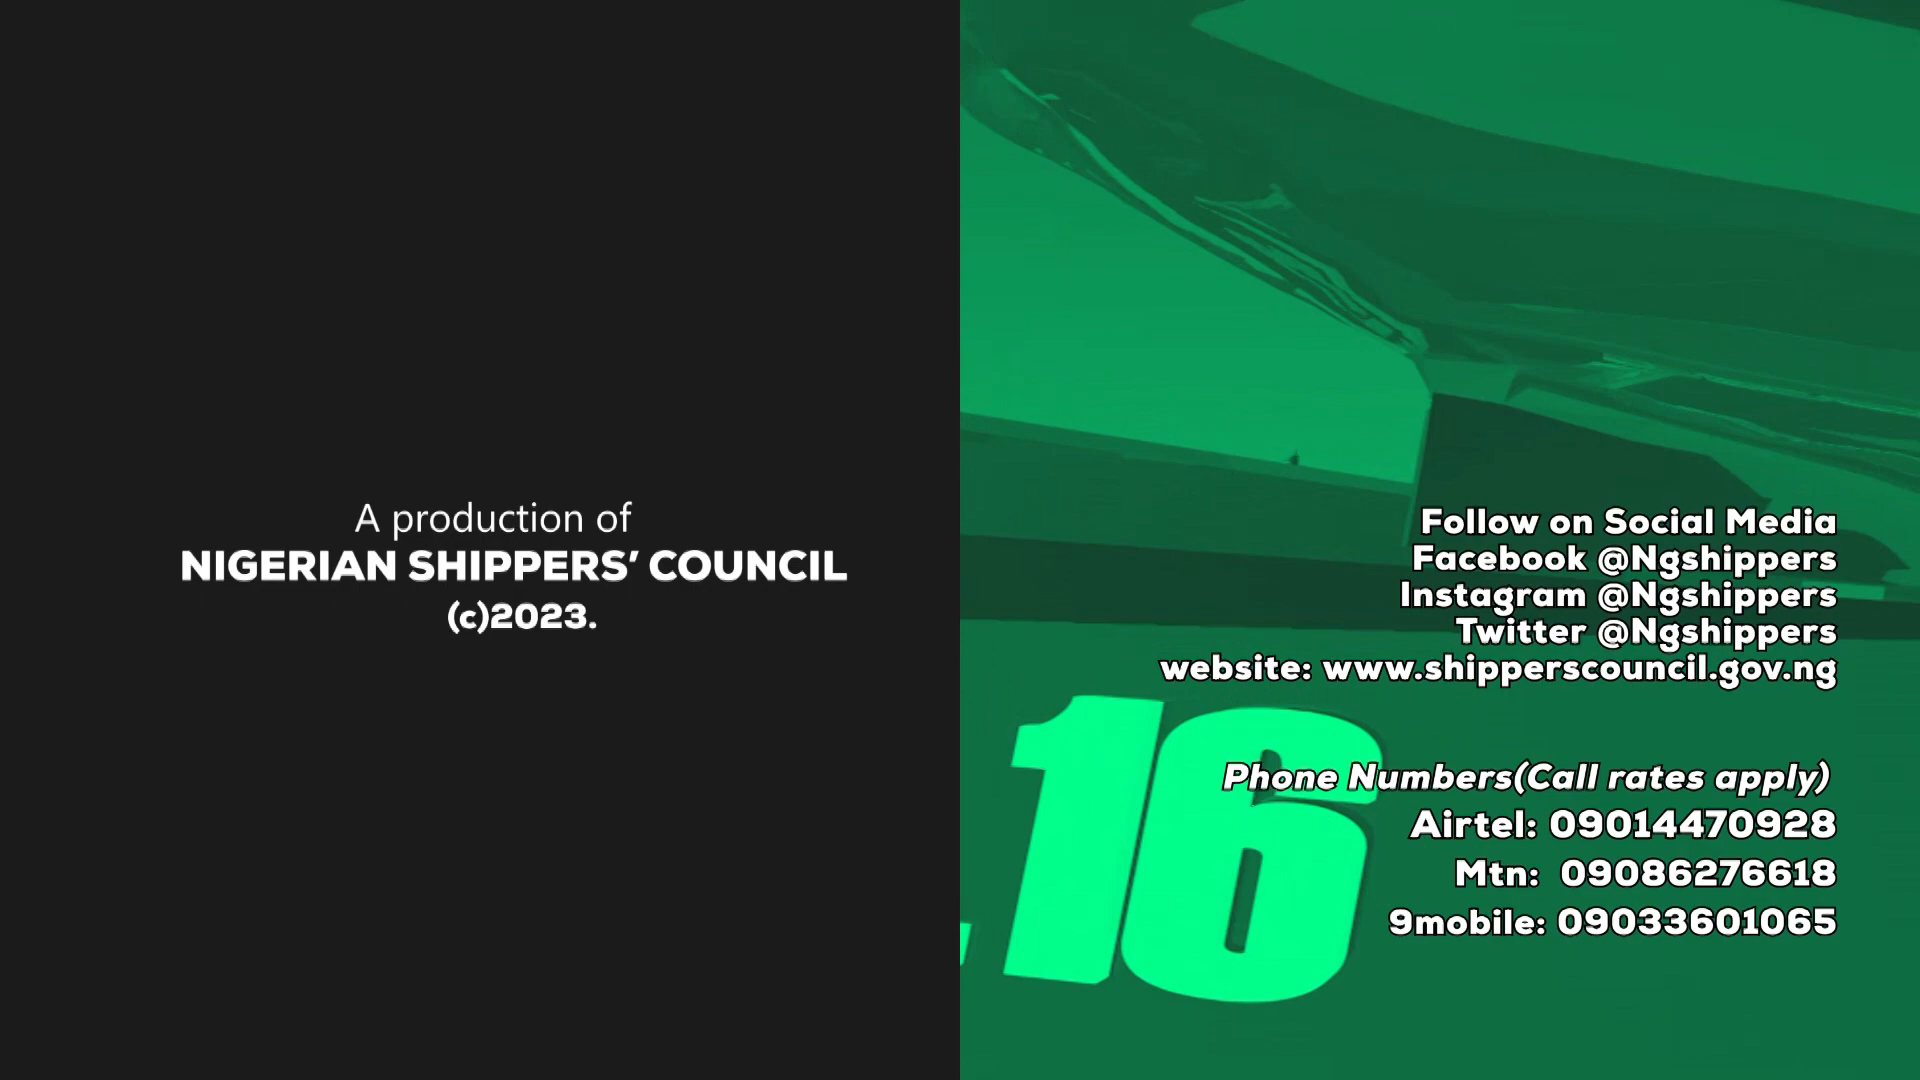 A production of
NIGERIAN SHIPPERS’ COUNCIL
(c)2023.
Follow on Social Media
Facebook @Ngshippers
Instagram @Ngshippers
Twitter @Ngshippers
website: www.shipperscouncil.gov.ng
16
Phone Numbers(Call rates apply)
Airtel: 09014470928
Mtn:  09086276618
9mobile: 09033601065